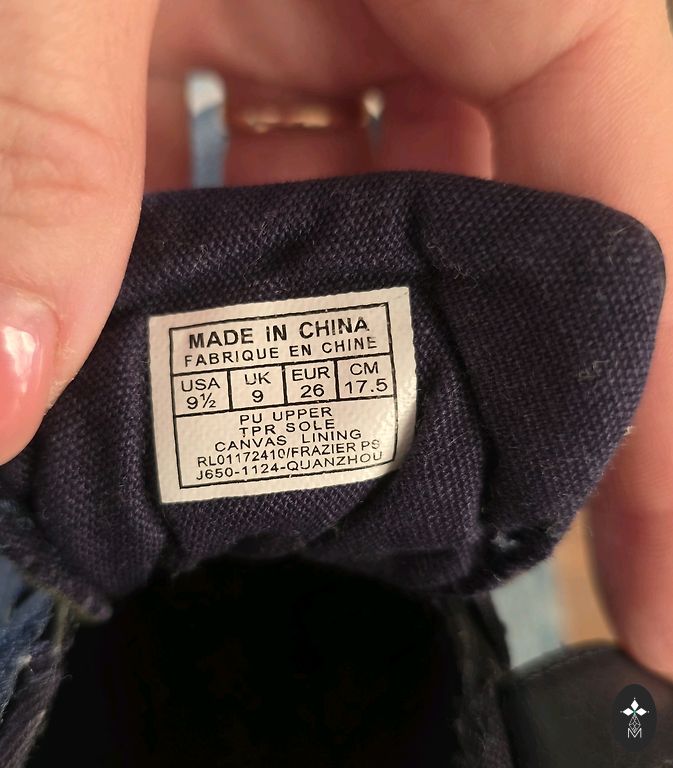 MADE IN CHINA
FABRIQUE EN CHINE
USA UK EUR CM
9½ 9 26 17.5
PU UPPER
TPR SOLE
CANVAS LINING
RL01172410/FRAZIER PS
J650-1124-QUANZHOU
M